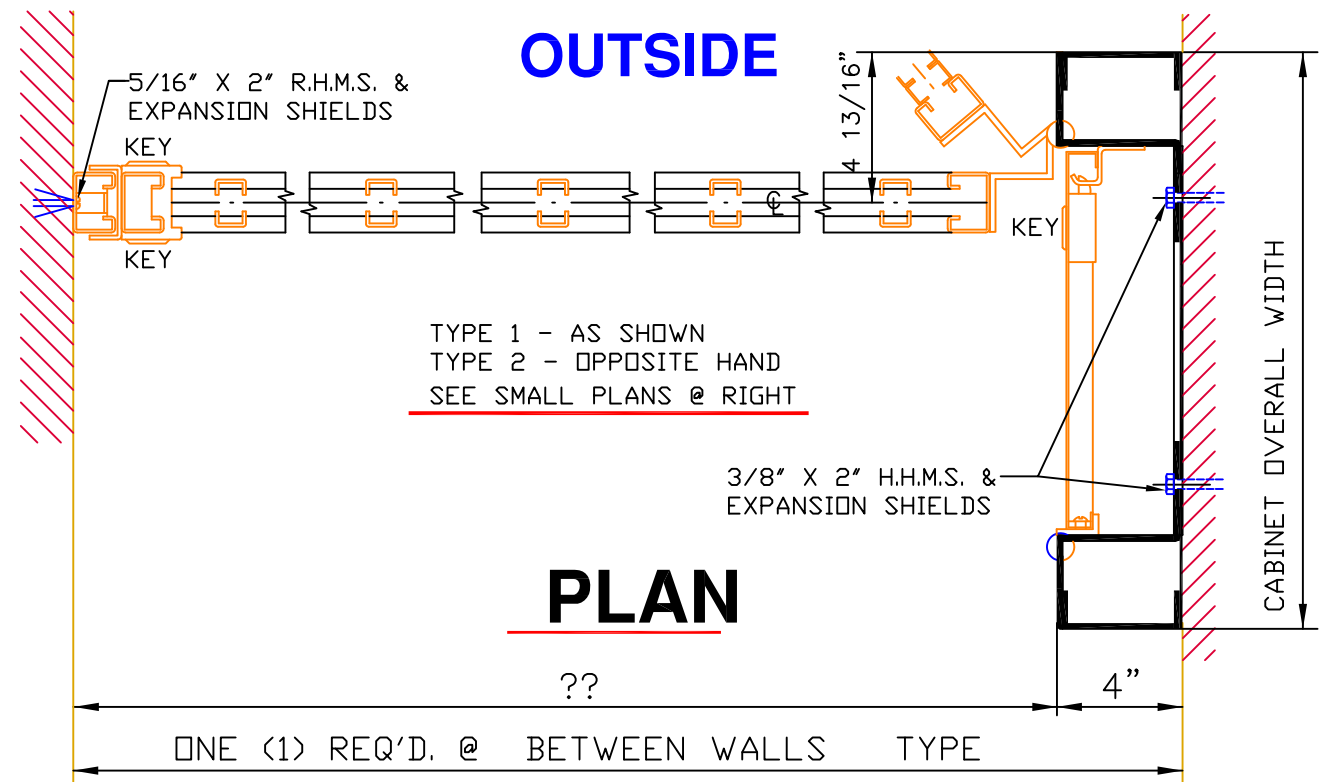 OUTSIDE
5/16" X 2" R.H.M.S. &
EXPANSION SHIELDS
KEY
KEY
4 13/16"
℄
KEY
TYPE 1 - AS SHOWN
TYPE 2 - OPPOSITE HAND
SEE SMALL PLANS @ RIGHT
3/8" X 2" H.H.M.S. &
EXPANSION SHIELDS
CABINET OVERALL WIDTH
PLAN
??
4”
ONE (1) REQ'D. @ BETWEEN WALLS TYPE